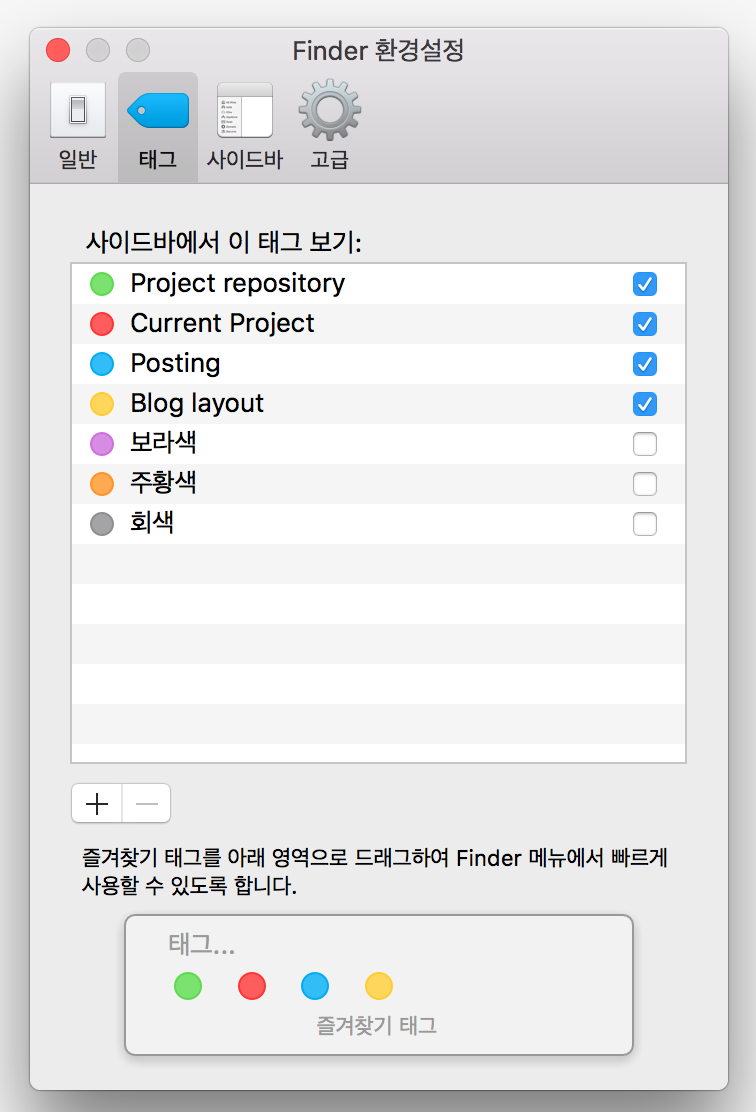 Finder 환경설정
일반
태그
사이드바
고급
사이드바에서 이 태그 보기:
Project repository
Current Project
Posting
Blog layout
보라색
주황색
회색
즐겨찾기 태그를 아래 영역으로 드래그하여 Finder 메뉴에서 빠르게
사용할 수 있도록 합니다.
태그...
즐겨찾기 태그